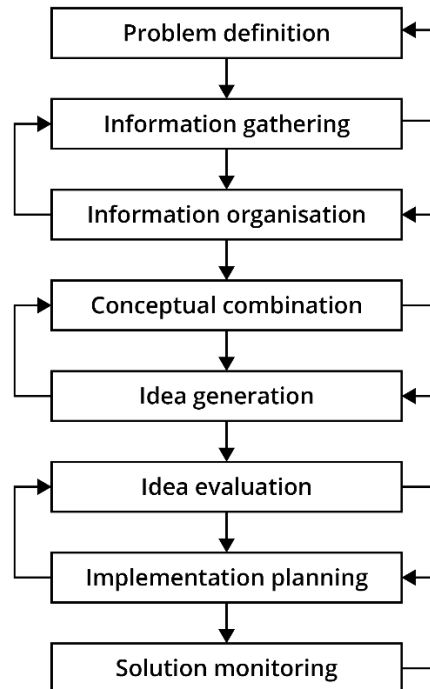 Problem definition
Information gathering
Information organisation
Conceptual combination
Idea generation
Idea evaluation
Implementation planning
Solution monitoring